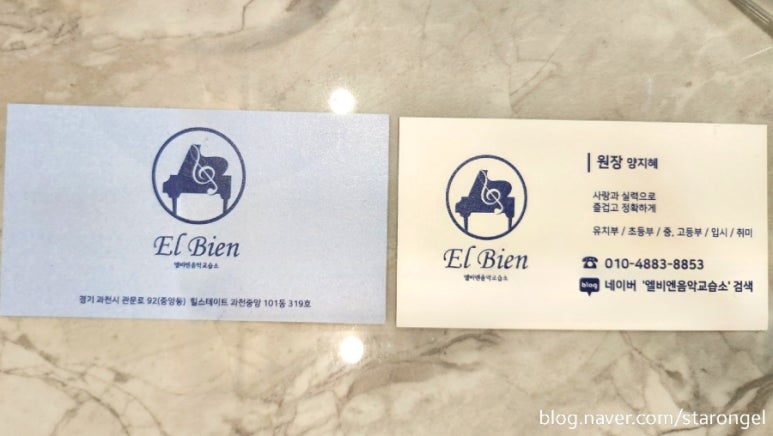 El Bien
엘비엔음악교습소
경기 과천시 관문로 92(중앙동) 힐스테이트 과천중앙 101동 319호
El Bien
엘비엔음악교습소
원장 양지혜
사랑과 실력으로
즐겁고 정확하게
유치부 / 초등부 / 중, 고등부 / 입시 / 취미
010-4883-8853
blog 네이버 '엘비엔음악교습소' 검색
blog.naver.com/starongel